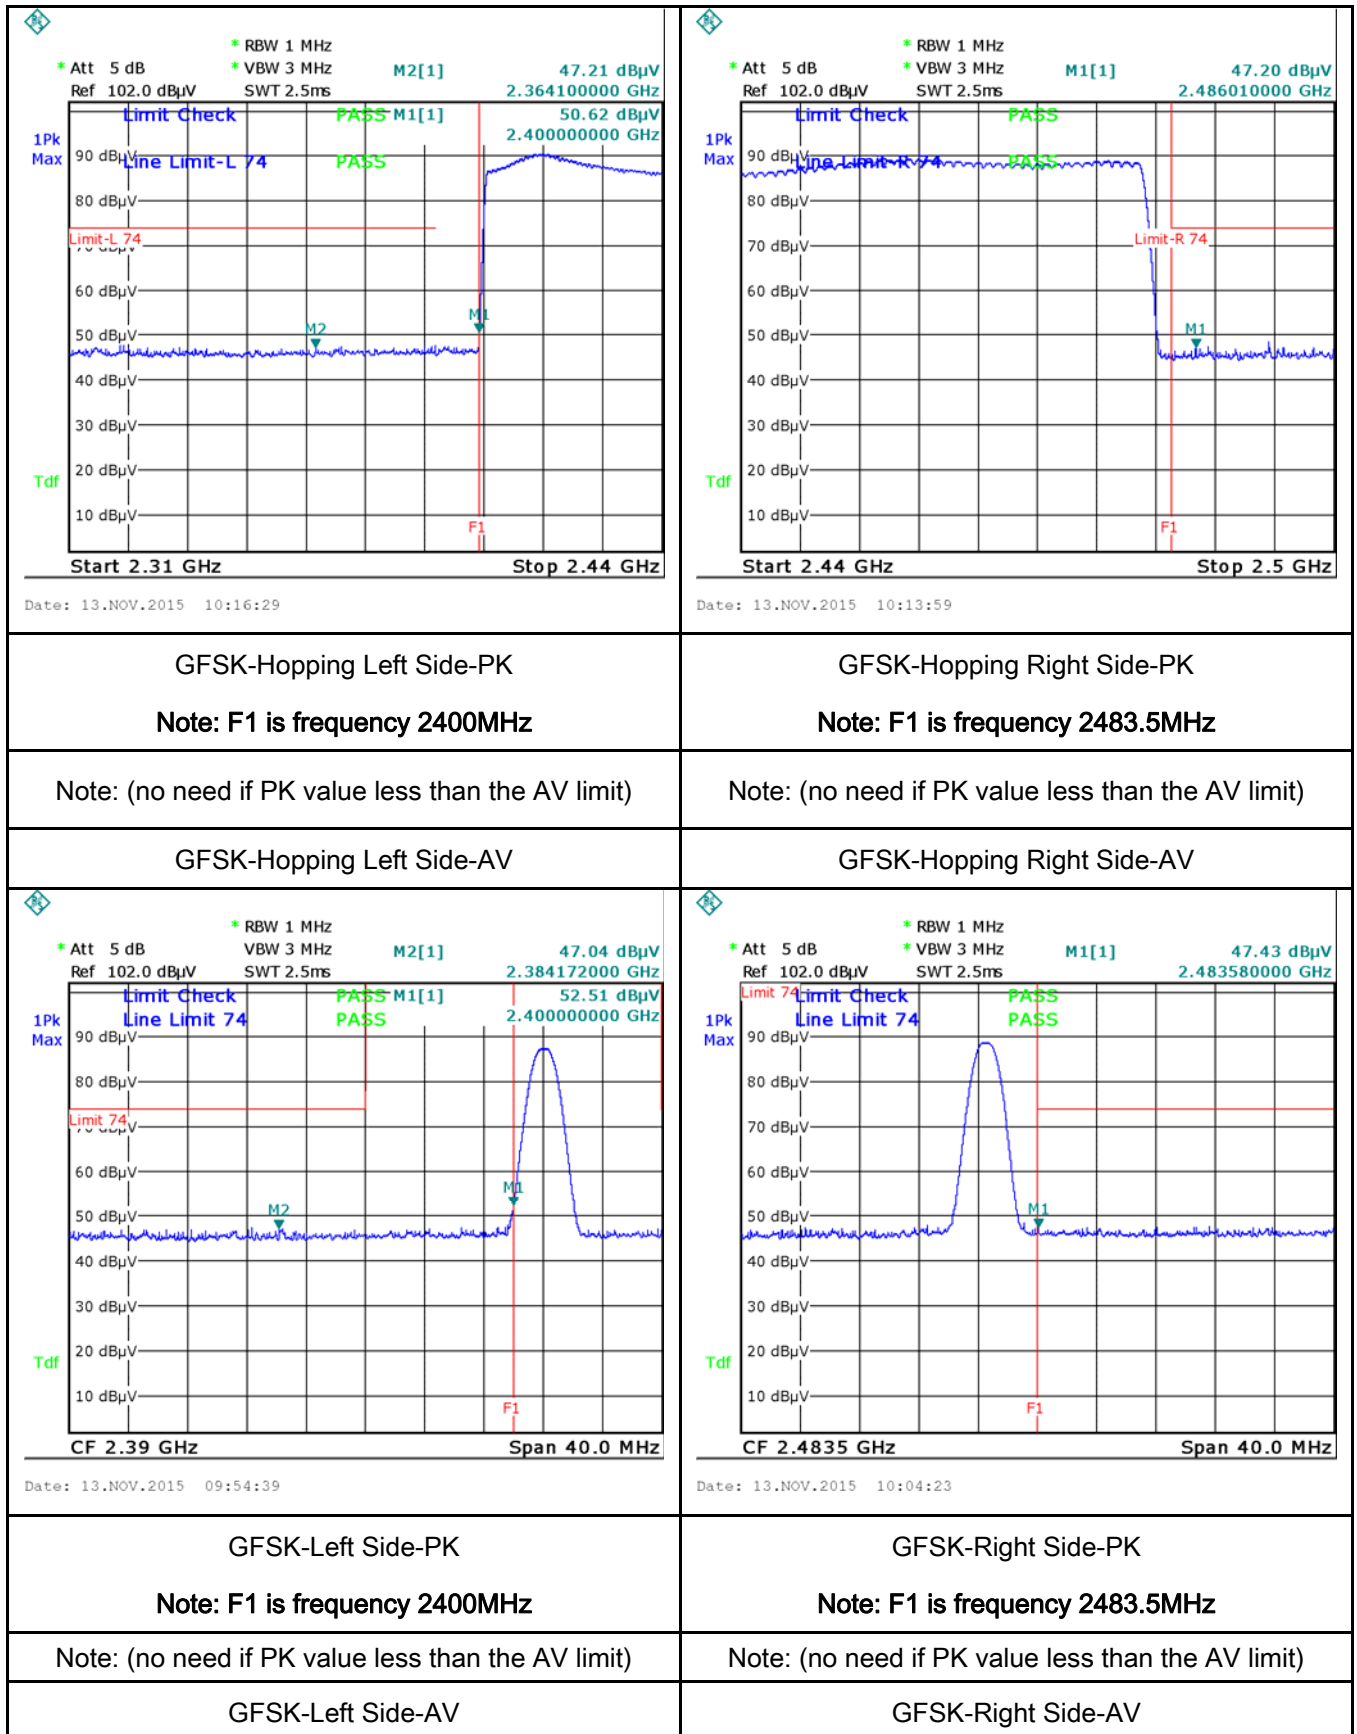 * RBW 1 MHz
* Att 5 dB * VBW 3 MHz M2[1] 47.21 dBµV
Ref 102.0 dBµV SWT 2.5ms 2.364100000 GHz
Limit Check PASS M1[1] 50.62 dBµV
2.400000000 GHz
1Pk
Max
90 dBµV
Line Limit-L 74 PASS
80 dBµV
Limit-L 74
70 dBµV
60 dBµV
M1
50 dBµV
M2
40 dBµV
30 dBµV
20 dBµV
Tdf
10 dBµV
F1
Start 2.31 GHz Stop 2.44 GHz
Date: 13.NOV.2015 10:16:29
* RBW 1 MHz
* Att 5 dB * VBW 3 MHz M1[1] 47.20 dBµV
Ref 102.0 dBµV SWT 2.5ms 2.486010000 GHz
Limit Check PASS
1Pk
Max
90 dBµV
Line Limit-R 74 PASS
80 dBµV
Limit-R 74
70 dBµV
60 dBµV
50 dBµV
M1
40 dBµV
30 dBµV
20 dBµV
Tdf
10 dBµV
F1
Start 2.44 GHz Stop 2.5 GHz
Date: 13.NOV.2015 10:13:59
GFSK-Hopping Left Side-PK
Note: F1 is frequency 2400MHz
GFSK-Hopping Right Side-PK
Note: F1 is frequency 2483.5MHz
Note: (no need if PK value less than the AV limit)
Note: (no need if PK value less than the AV limit)
GFSK-Hopping Left Side-AV
GFSK-Hopping Right Side-AV
* RBW 1 MHz
* Att 5 dB VBW 3 MHz M2[1] 47.04 dBµV
Ref 102.0 dBµV SWT 2.5ms 2.384172000 GHz
Limit Check PASS M1[1] 52.51 dBµV
Line Limit 74 PASS 2.400000000 GHz
1Pk
Max
90 dBµV
80 dBµV
Limit 74
70 dBµV
60 dBµV
M1
50 dBµV
M2
40 dBµV
30 dBµV
20 dBµV
Tdf
10 dBµV
F1
CF 2.39 GHz Span 40.0 MHz
Date: 13.NOV.2015 09:54:39
* RBW 1 MHz
* Att 5 dB * VBW 3 MHz M1[1] 47.43 dBµV
Ref 102.0 dBµV SWT 2.5ms 2.483580000 GHz
Limit 74
Limit Check PASS
Line Limit 74 PASS
1Pk
Max
90 dBµV
80 dBµV
70 dBµV
60 dBµV
50 dBµV
M1
40 dBµV
30 dBµV
20 dBµV
Tdf
10 dBµV
F1
CF 2.4835 GHz Span 40.0 MHz
Date: 13.NOV.2015 10:04:23
GFSK-Left Side-PK
Note: F1 is frequency 2400MHz
GFSK-Right Side-PK
Note: F1 is frequency 2483.5MHz
Note: (no need if PK value less than the AV limit)
Note: (no need if PK value less than the AV limit)
GFSK-Left Side-AV
GFSK-Right Side-AV